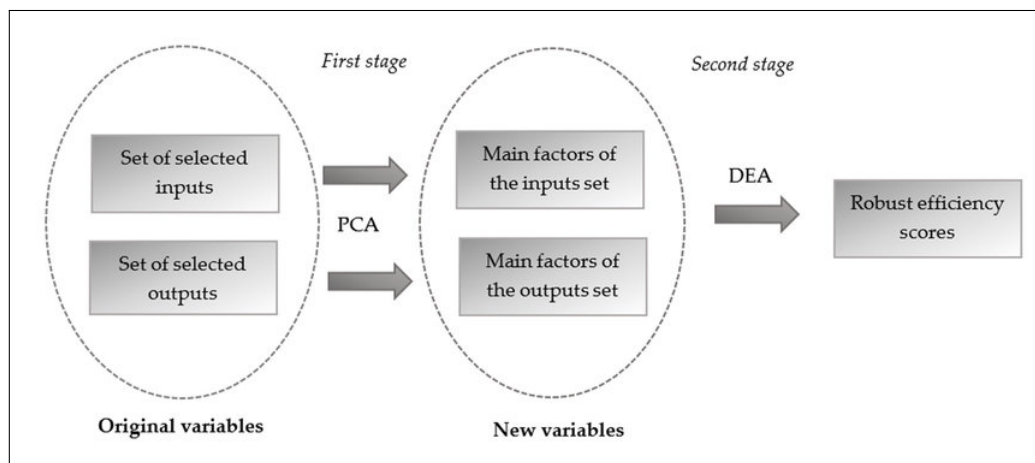 First stage
Second stage
Set of selected
inputs
Main factors of
the inputs set
PCA
DEA
Robust efficiency
scores
Set of selected
outputs
Main factors of
the outputs set
Original variables
New variables